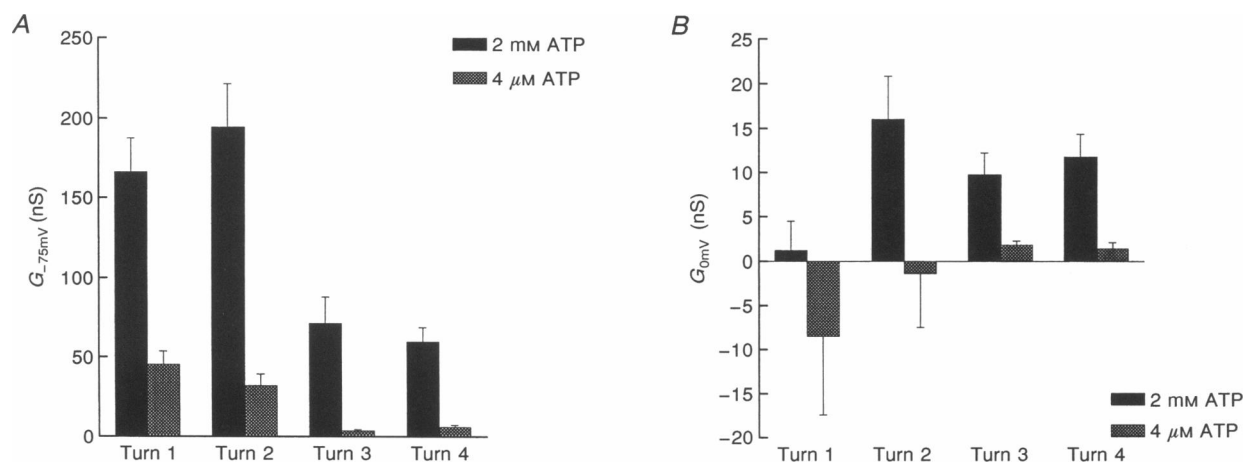 A
250
200
150
100
50
0
G−75mV (nS)
2 mM ATP
4 μM ATP
Turn 1 Turn 2 Turn 3 Turn 4
B
25
20
15
10
5
0
−5
−10
−15
−20
G0mV (nS)
2 mM ATP
4 μM ATP
Turn 1 Turn 2 Turn 3 Turn 4